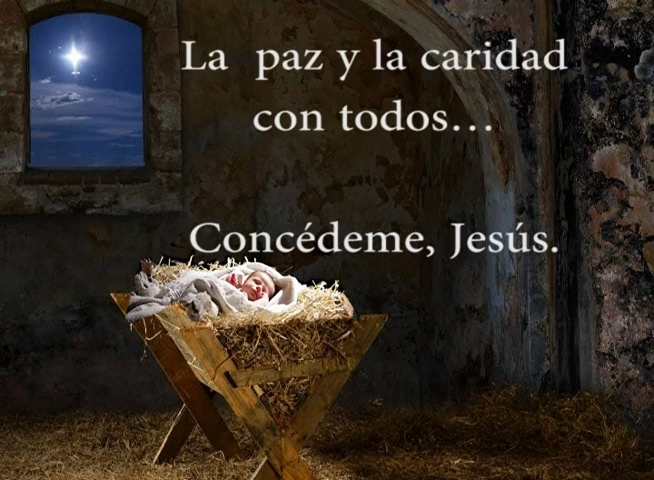 La paz y la caridad
con todos...
Concédeme, Jesús.